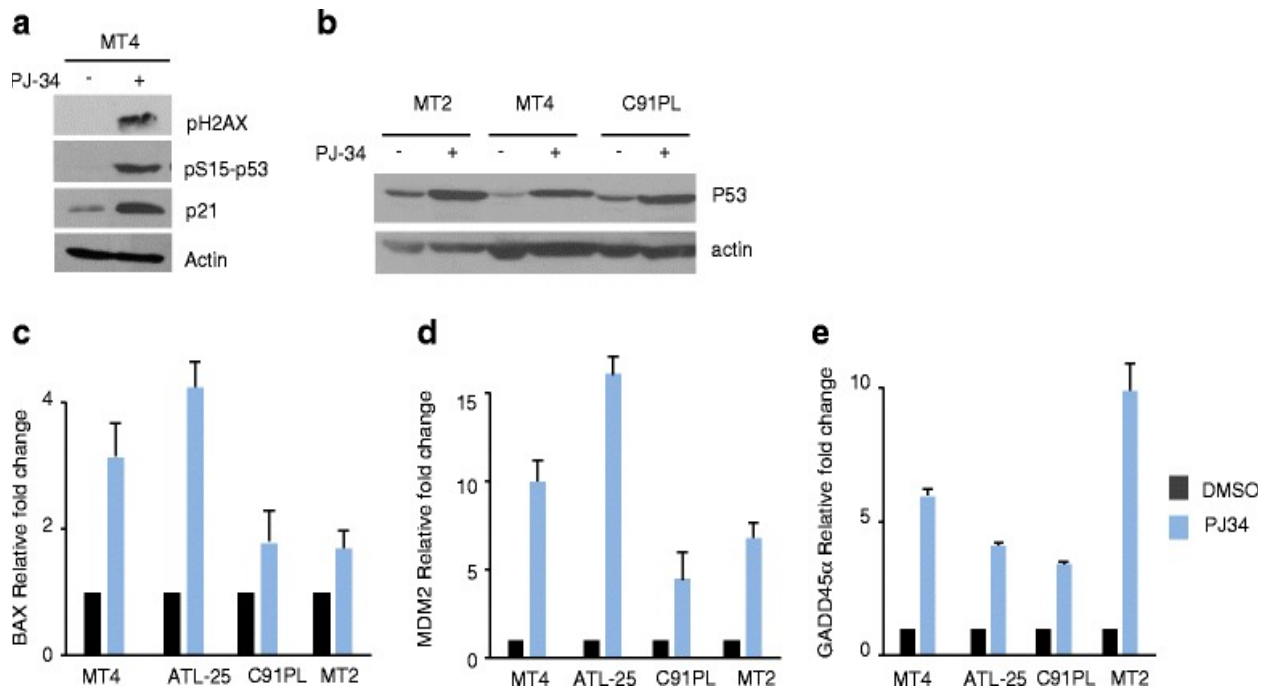 a
MT4
PJ-34 - +
pH2AX
pS15-p53
p21
Actin
b
MT2 MT4 C91PL
PJ-34 - + - + - +
P53
actin
c
BAX Relative fold change
4
2
0
MT4 ATL-25 C91PL MT2
d
MDM2 Relative fold change
15
10
5
0
MT4 ATL-25 C91PL MT2
e
GADD45α Relative fold change
10
5
0
MT4 ATL-25 C91PL MT2
DMSO
PJ34